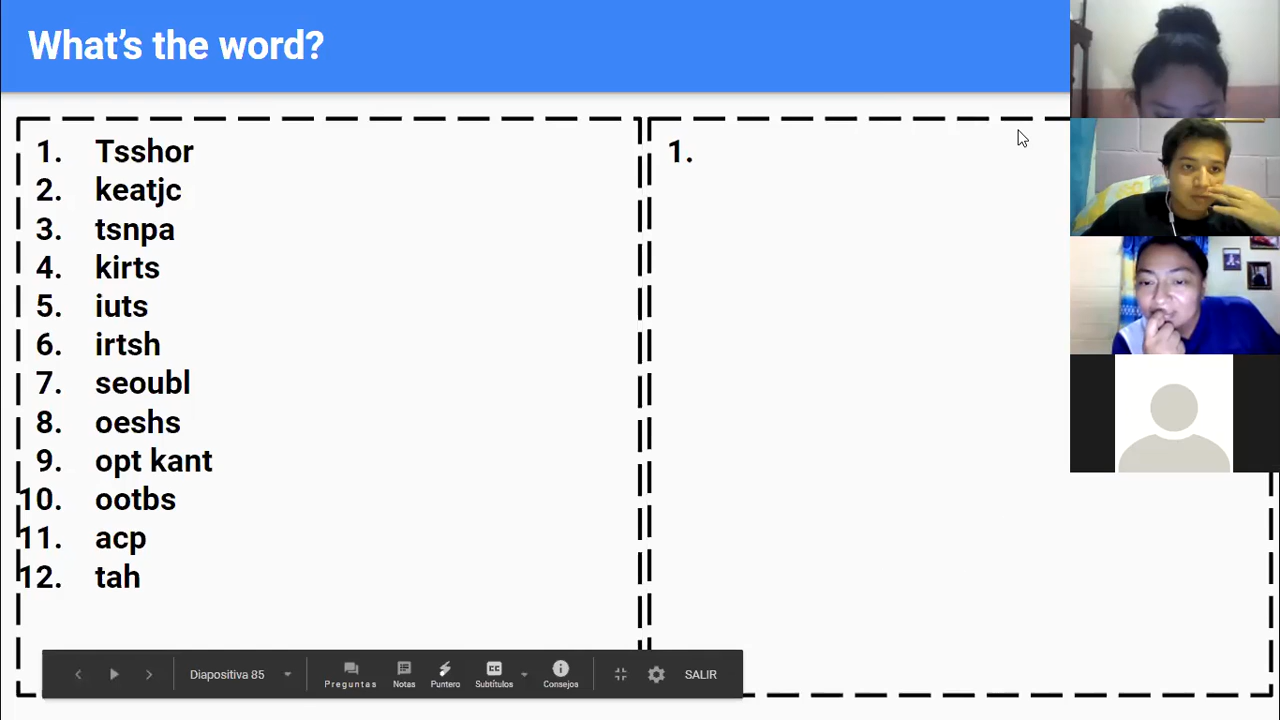 What's the word?
1. Tsshor
2. keatjc
3. tsnpa
4. kirts
5. iuts
6. irtsh
7. seoubl
8. oeshs
9. opt kant
10. ootbs
11. acp
12. tah
1.
Diapositiva 85
Preguntas
Notas
Puntero
Subtítulos
Consejos
SALIR